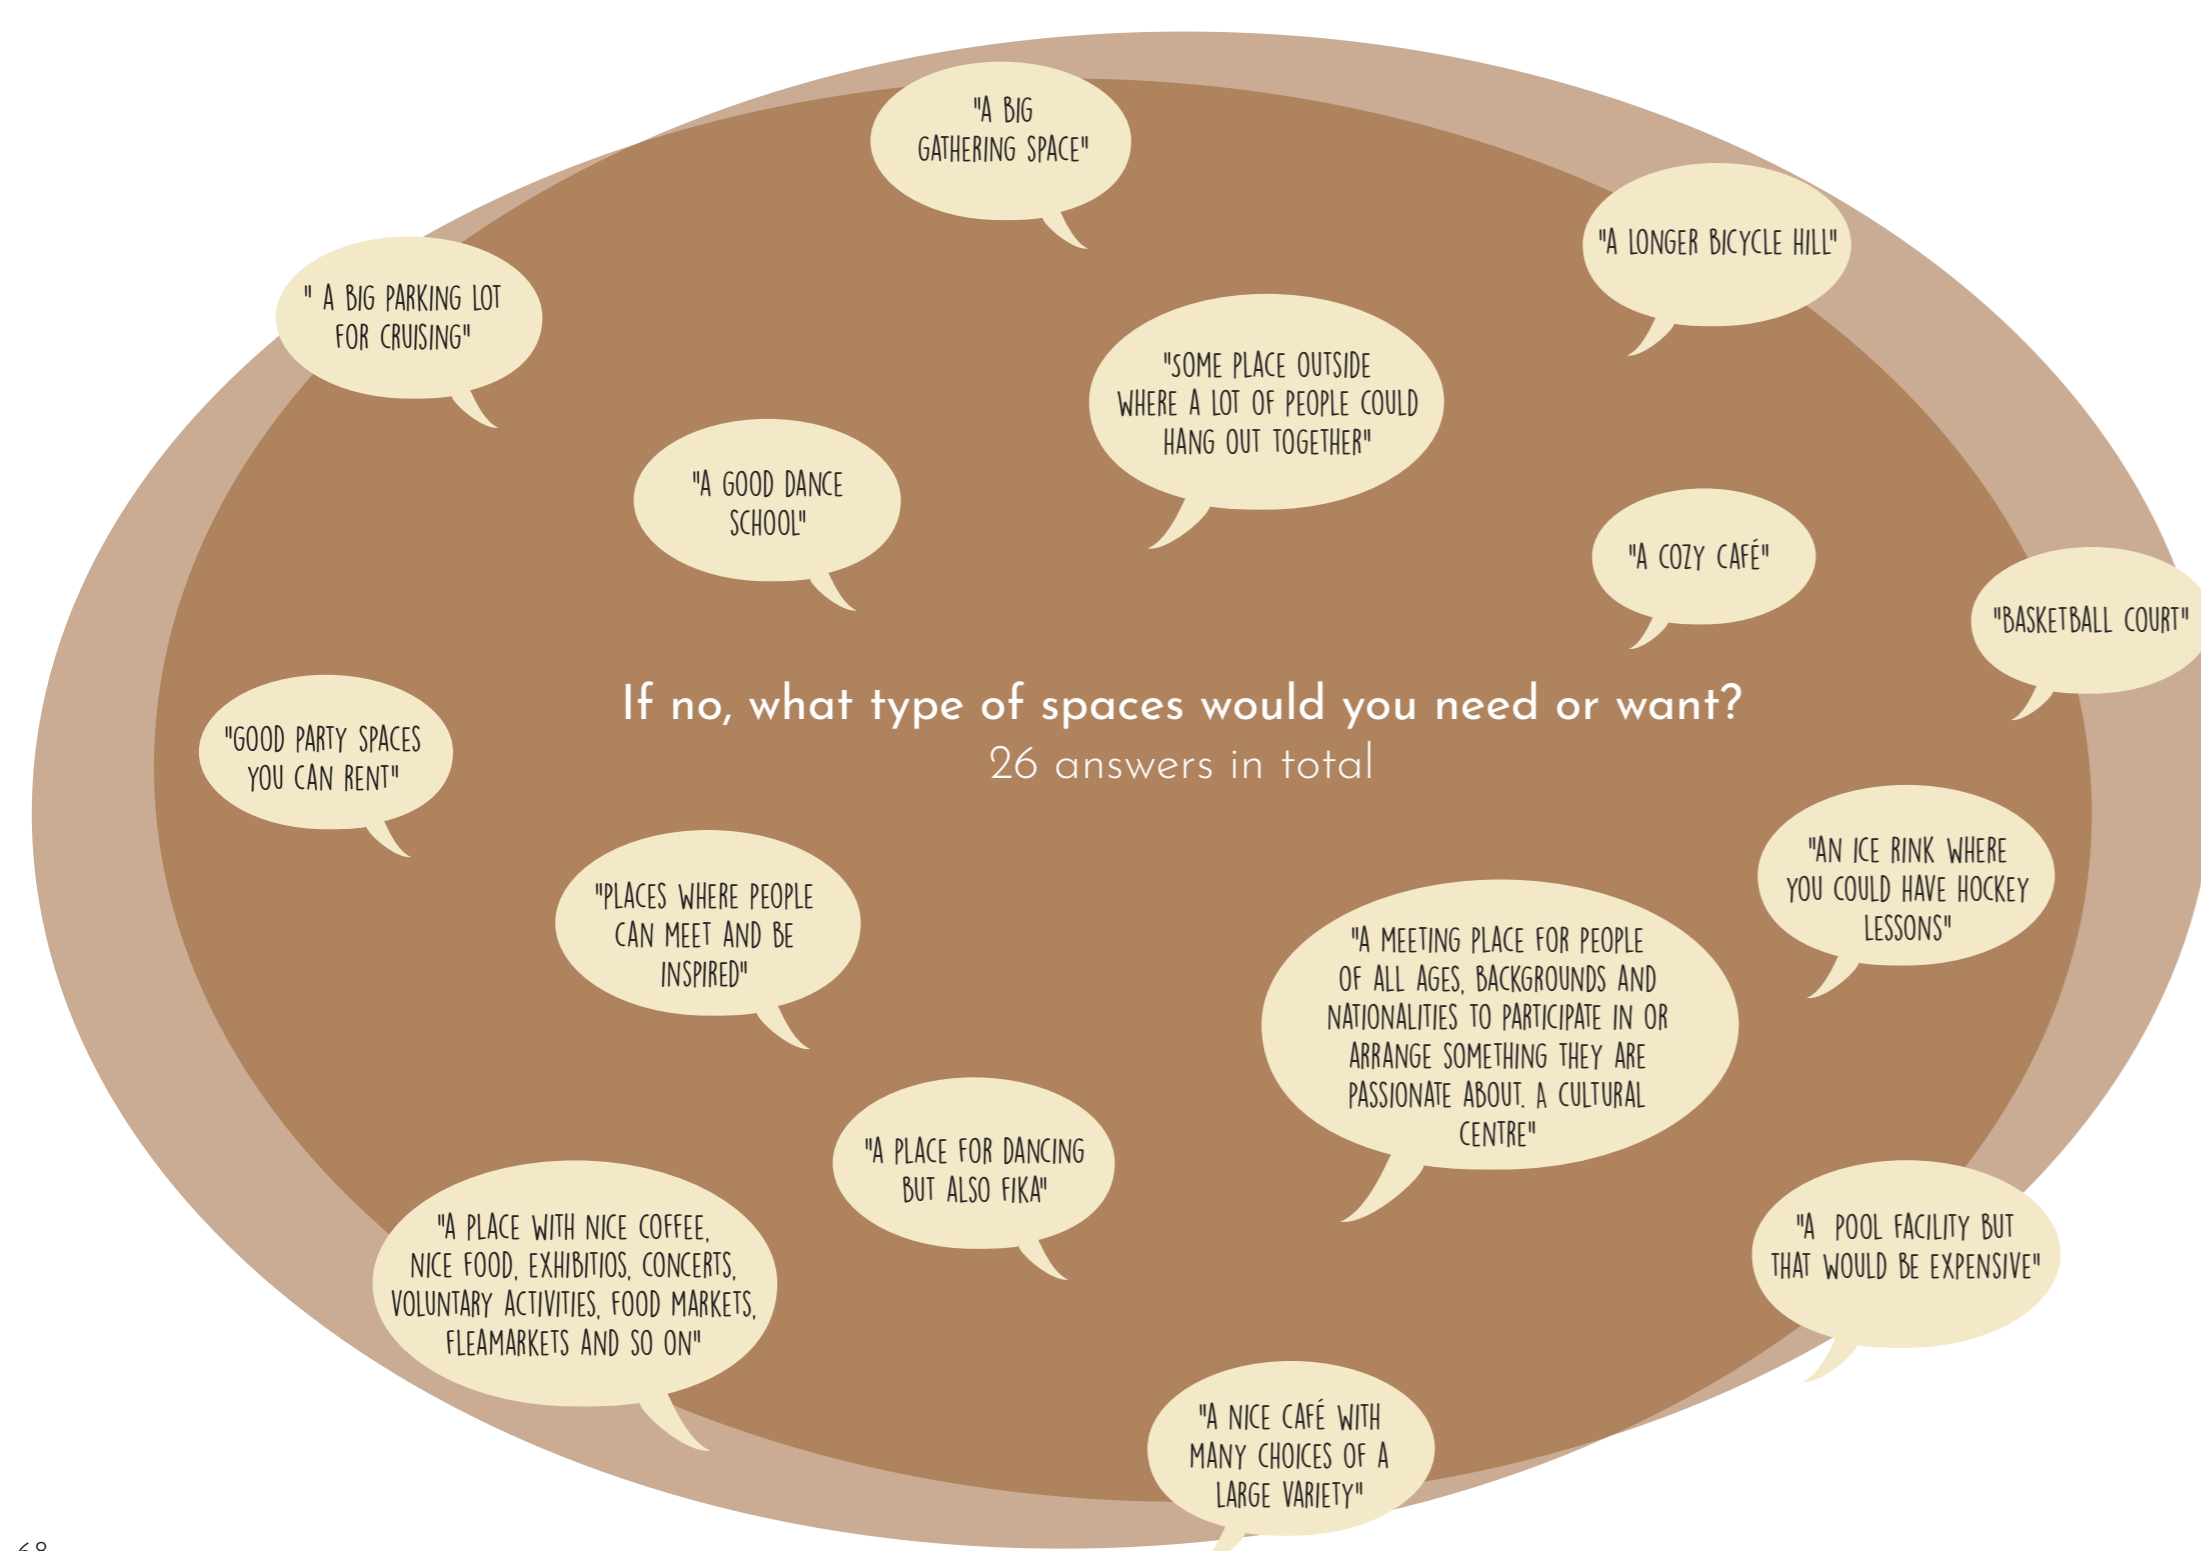 "A BIG
GATHERING SPACE"
"A LONGER BICYCLE HILL"
" A BIG PARKING LOT
FOR CRUISING"
"SOME PLACE OUTSIDE
WHERE A LOT OF PEOPLE COULD
HANG OUT TOGETHER"
"A GOOD DANCE
SCHOOL"
"A COZY CAFÉ"
"BASKETBALL COURT"
If no, what type of spaces would you need or want?
26 answers in total
"GOOD PARTY SPACES
YOU CAN RENT"
"PLACES WHERE PEOPLE
CAN MEET AND BE
INSPIRED"
"AN ICE RINK WHERE
YOU COULD HAVE HOCKEY
LESSONS"
"A MEETING PLACE FOR PEOPLE
OF ALL AGES, BACKGROUNDS AND
NATIONALITIES TO PARTICIPATE IN OR
ARRANGE SOMETHING THEY ARE
PASSIONATE ABOUT. A CULTURAL
CENTRE"
"A PLACE FOR DANCING
BUT ALSO FIKA"
"A PLACE WITH NICE COFFEE,
NICE FOOD, EXHIBITIOS, CONCERTS,
VOLUNTARY ACTIVITIES, FOOD MARKETS,
FLEAMARKETS AND SO ON"
"A POOL FACILITY BUT
THAT WOULD BE EXPENSIVE"
"A NICE CAFÉ WITH
MANY CHOICES OF A
LARGE VARIETY"
68